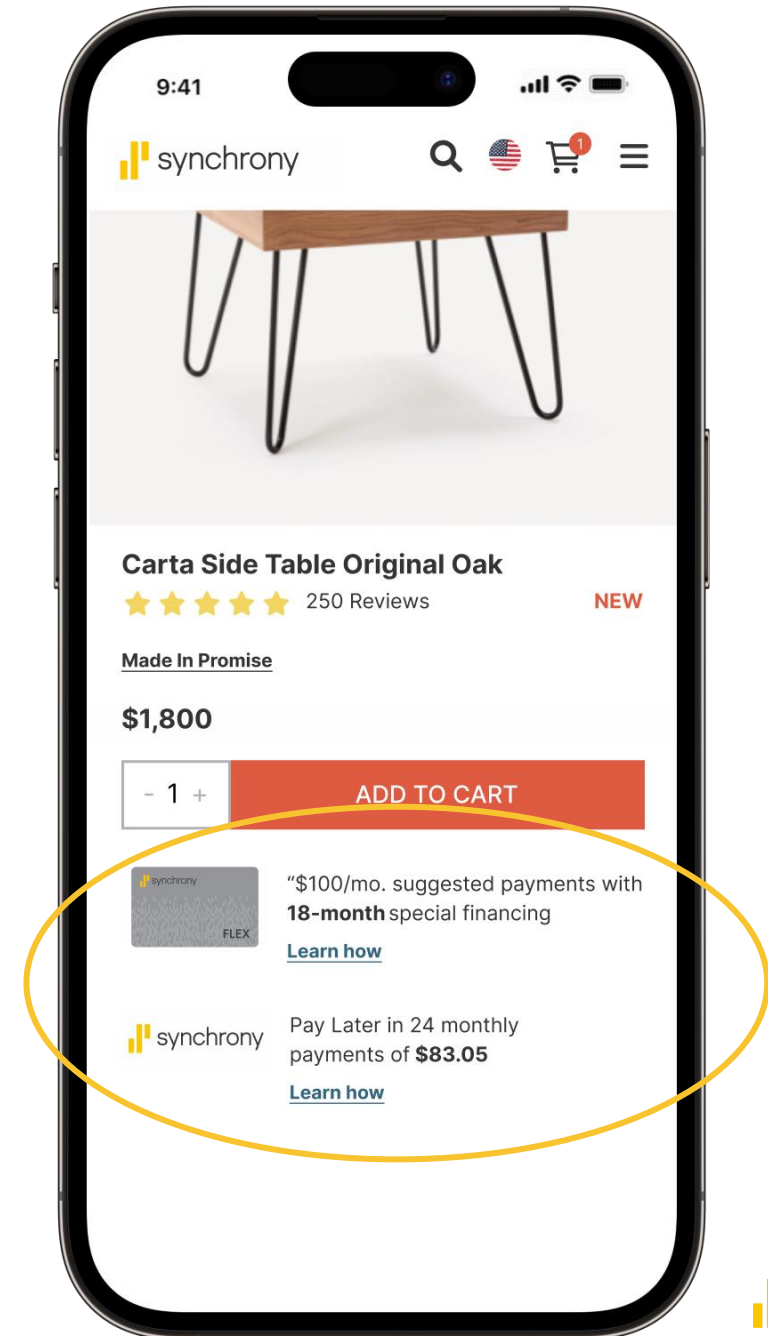 9:41
synchrony
1
Carta Side Table Original Oak
250 Reviews
NEW
Made In Promise
$1,800
- 1 +
ADD TO CART
synchrony
FLEX
“$100/mo. suggested payments with
18-month special financing
Learn how
synchrony
Pay Later in 24 monthly
payments of $83.05
Learn how